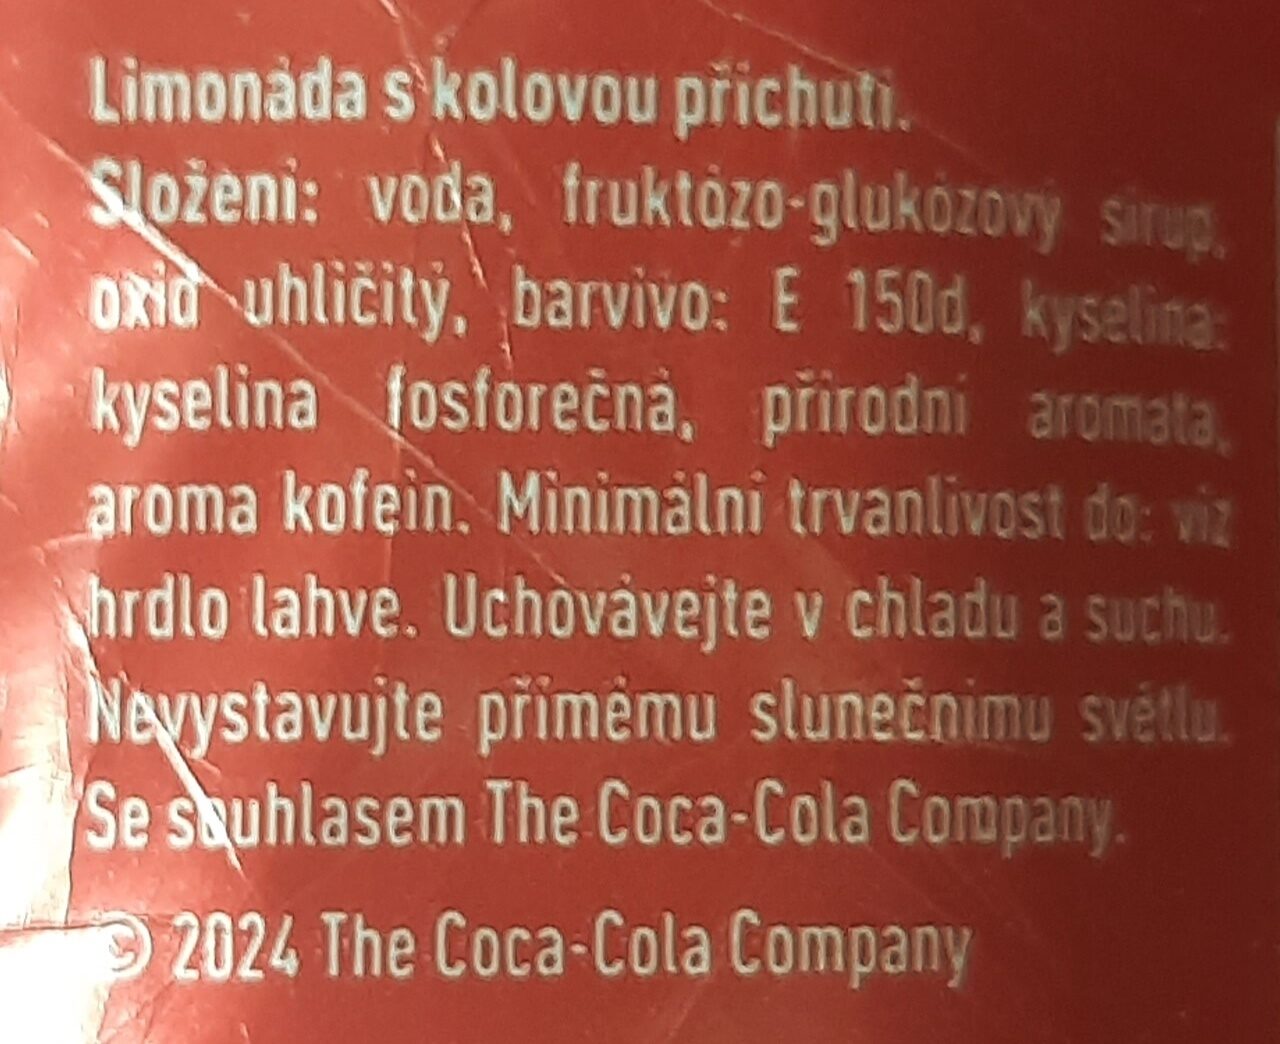 Limonáda s kolovou příchutí.
Složení: voda, fruktózo-glukózový sirup,
oxid uhličitý, barvivo: E 150d, kyselina:
kyselina fosforečná, přírodní aromata,
aroma kofein. Minimální trvanlivost do: viz
hrdlo lahve. Uchovávejte v chladu a suchu.
Nevystavujte přímému slunečnímu světlu.
Se souhlasem The Coca-Cola Company.
© 2024 The Coca-Cola Company